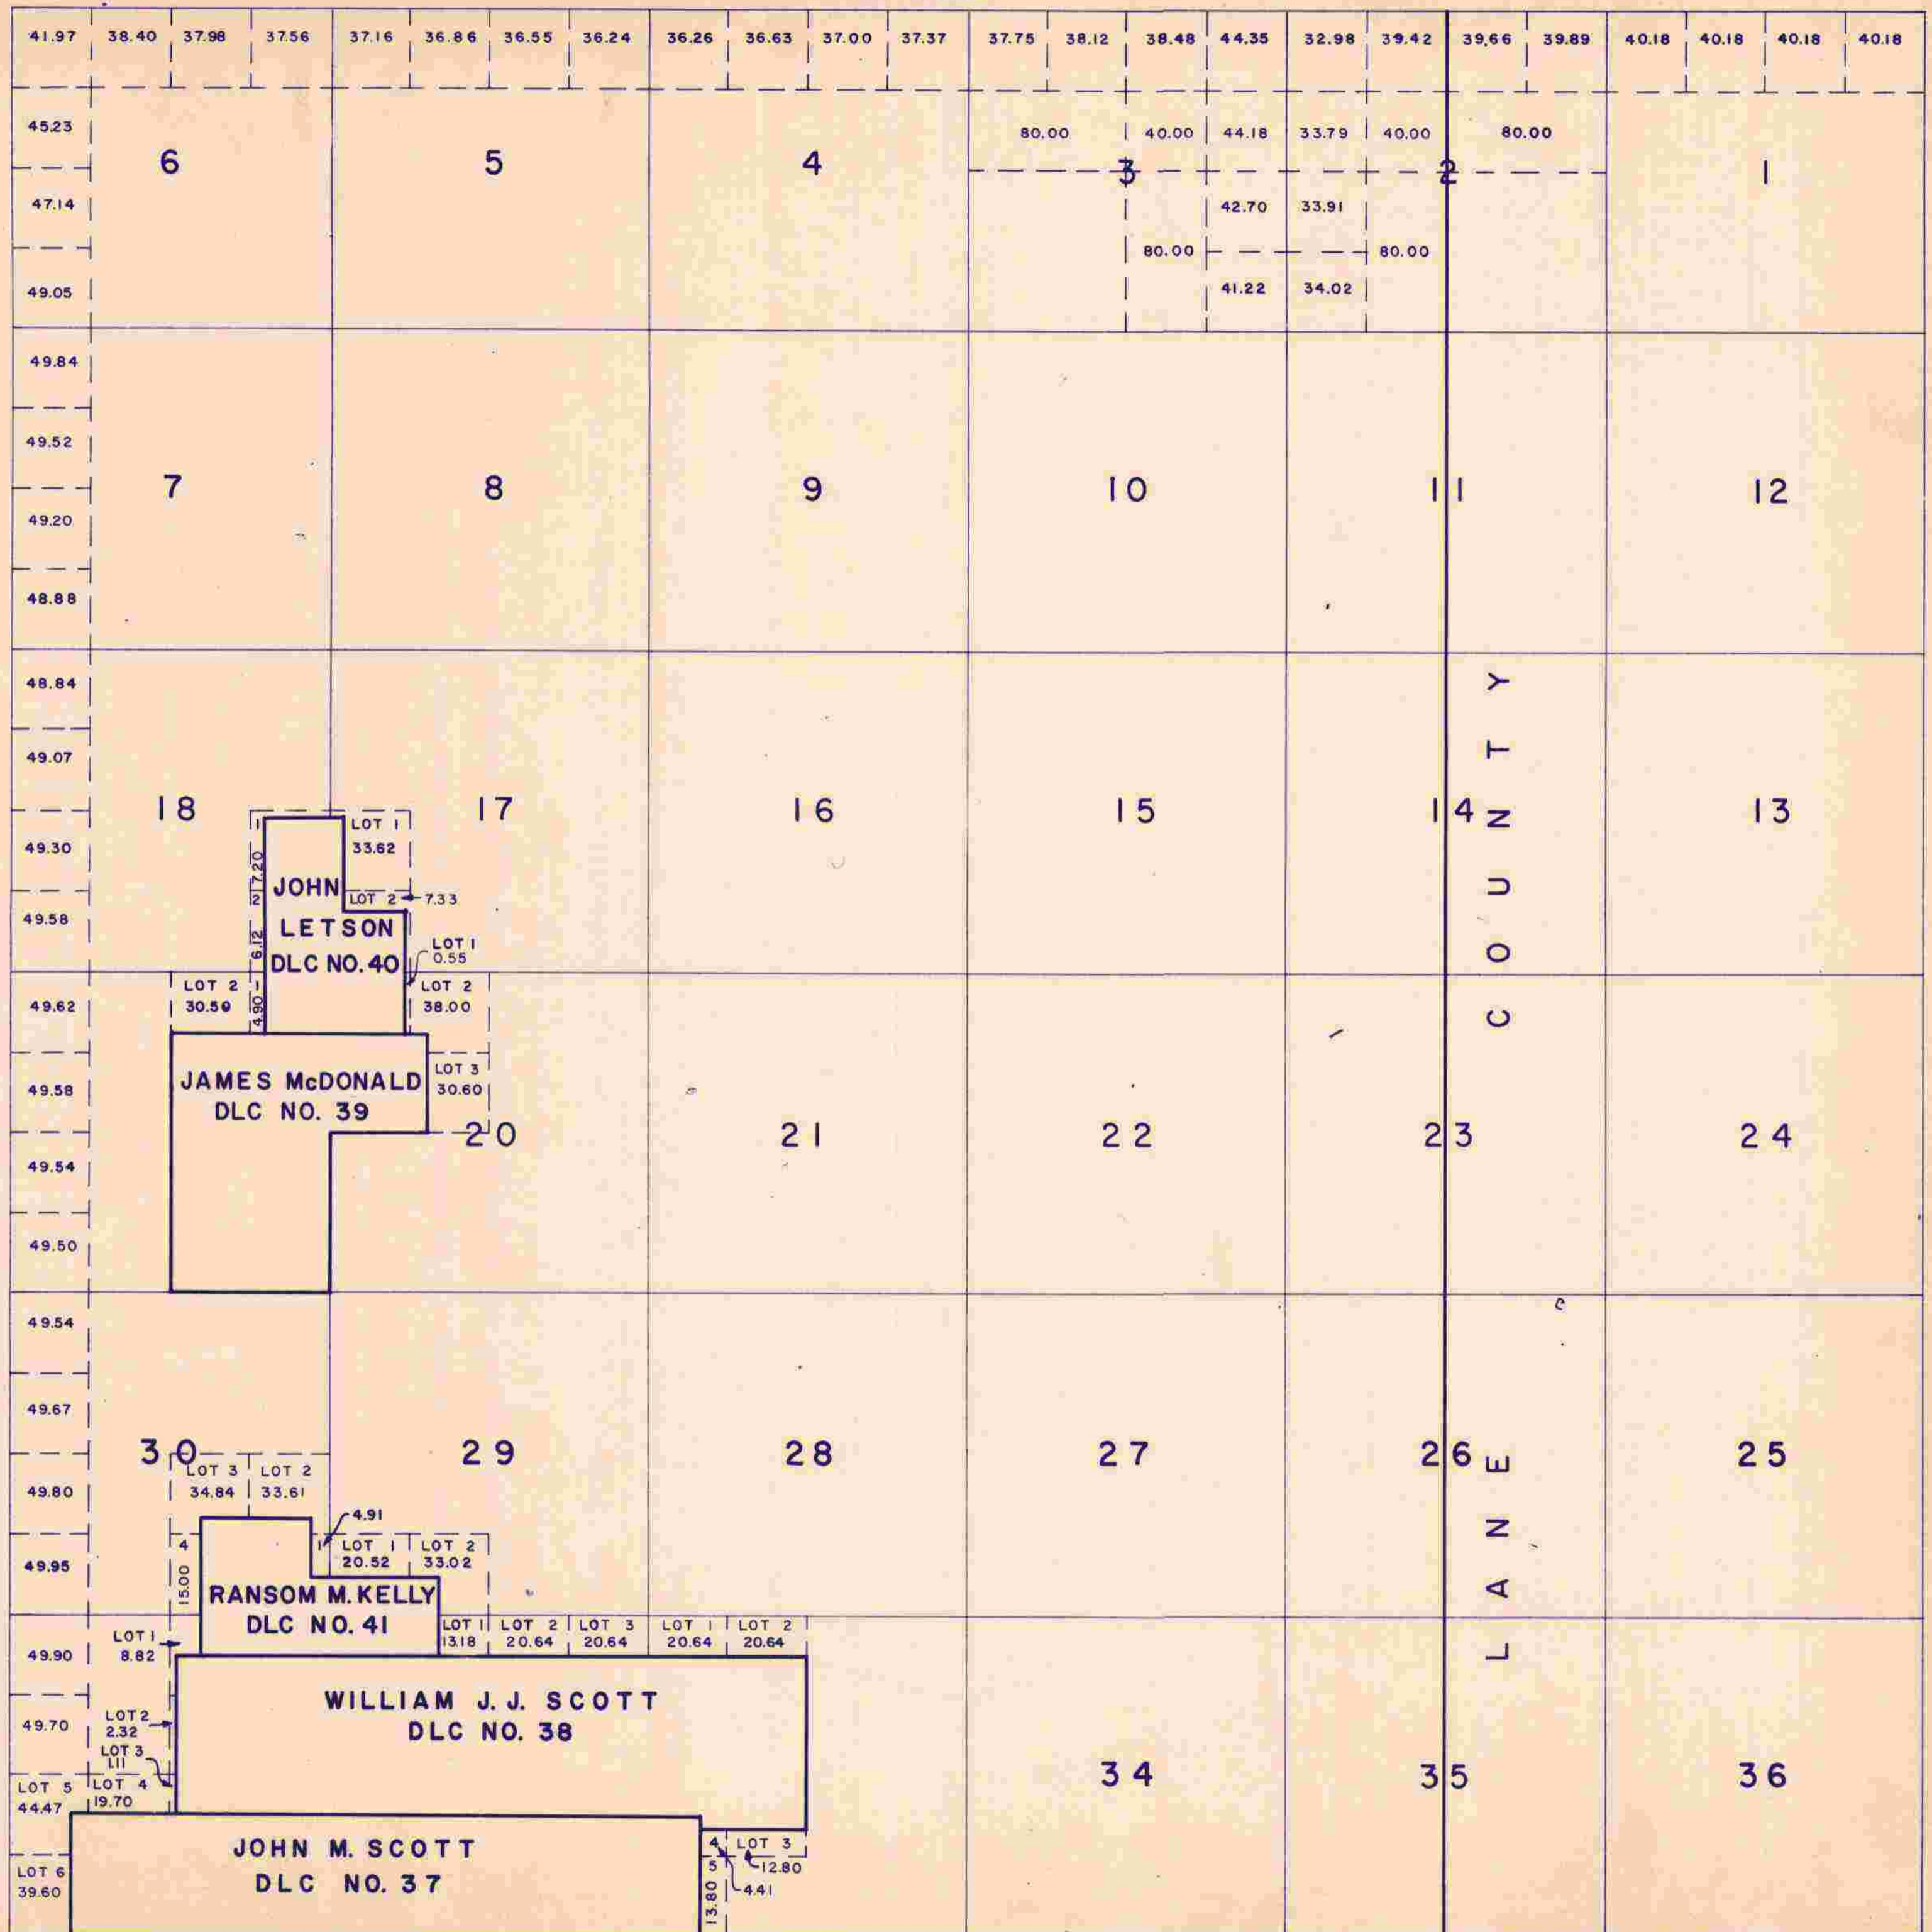 41.97 38.40 37.98 37.56 37.16 36.86 36.55 36.24 36.26 36.63 37.00 37.37 37.75 38.12 38.48 44.35 32.98 39.42 39.66 39.89 40.18 40.18 40.18 40.18
45.23 80.00 40.00 44.18 33.79 40.00 80.00
6 5 4 3 2 1
47.14 42.70 33.91
80.00 80.00
49.05 41.22 34.02
49.84
49.52
7 8 9 10 11 12
49.20
48.88
48.84
49.07
18 17 16 15 14 13
1 LOT 1
49.30 33.62
17.20
2 JOHN LOT 2 7.33
49.58 LETSON
6.12 LOT 1
DLC NO. 40 0.55
LOT 2 1 LOT 2
49.62 30.50 4.90 38.00
LOT 3
49.58 JAMES McDONALD 30.60
DLC NO. 39
20 21 22 23 24
49.54
49.50
49.54
49.67
30 29 28 27 26 25
LOT 3 LOT 2
49.80 34.84 33.61
4.91
4 1 LOT 1 LOT 2
49.95 20.52 33.02
15.00
RANSOM M. KELLY
DLC NO. 41
LOT 1 LOT 2 LOT 3 LOT 1 LOT 2
13.18 20.64 20.64 20.64 20.64
LOT 1
49.90 8.82
WILLIAM J. J. SCOTT
DLC NO. 38
LOT 2
49.70 2.32
LOT 3
1.11
34 35 36
LOT 5 LOT 4
44.47 19.70
JOHN M. SCOTT
DLC NO. 37
4 LOT 3
5 12.80
4.41
13.80
LOT 6
39.60
LANE COUNTY